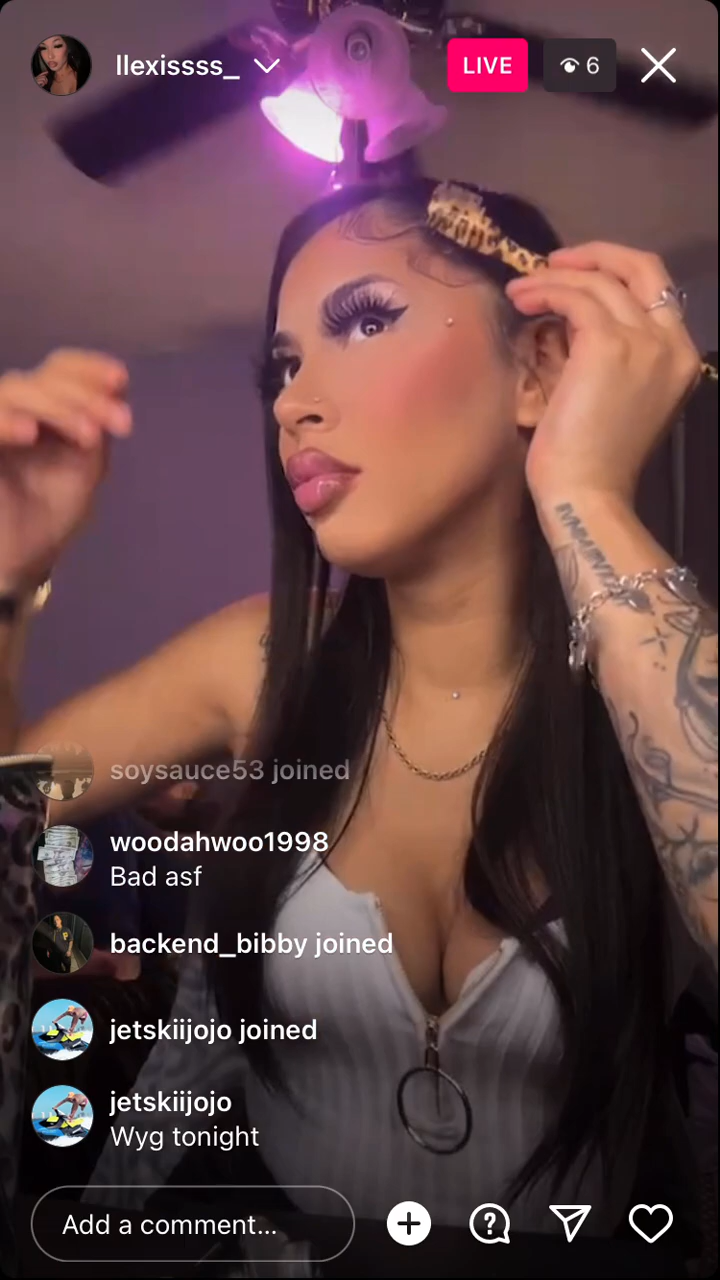 llexissss_
LIVE
6
soysauce53 joined
woodahwoo1998
Bad asf
backend_bibby joined
jetskiijojo joined
jetskiijojo
Wyg tonight
Add a comment...